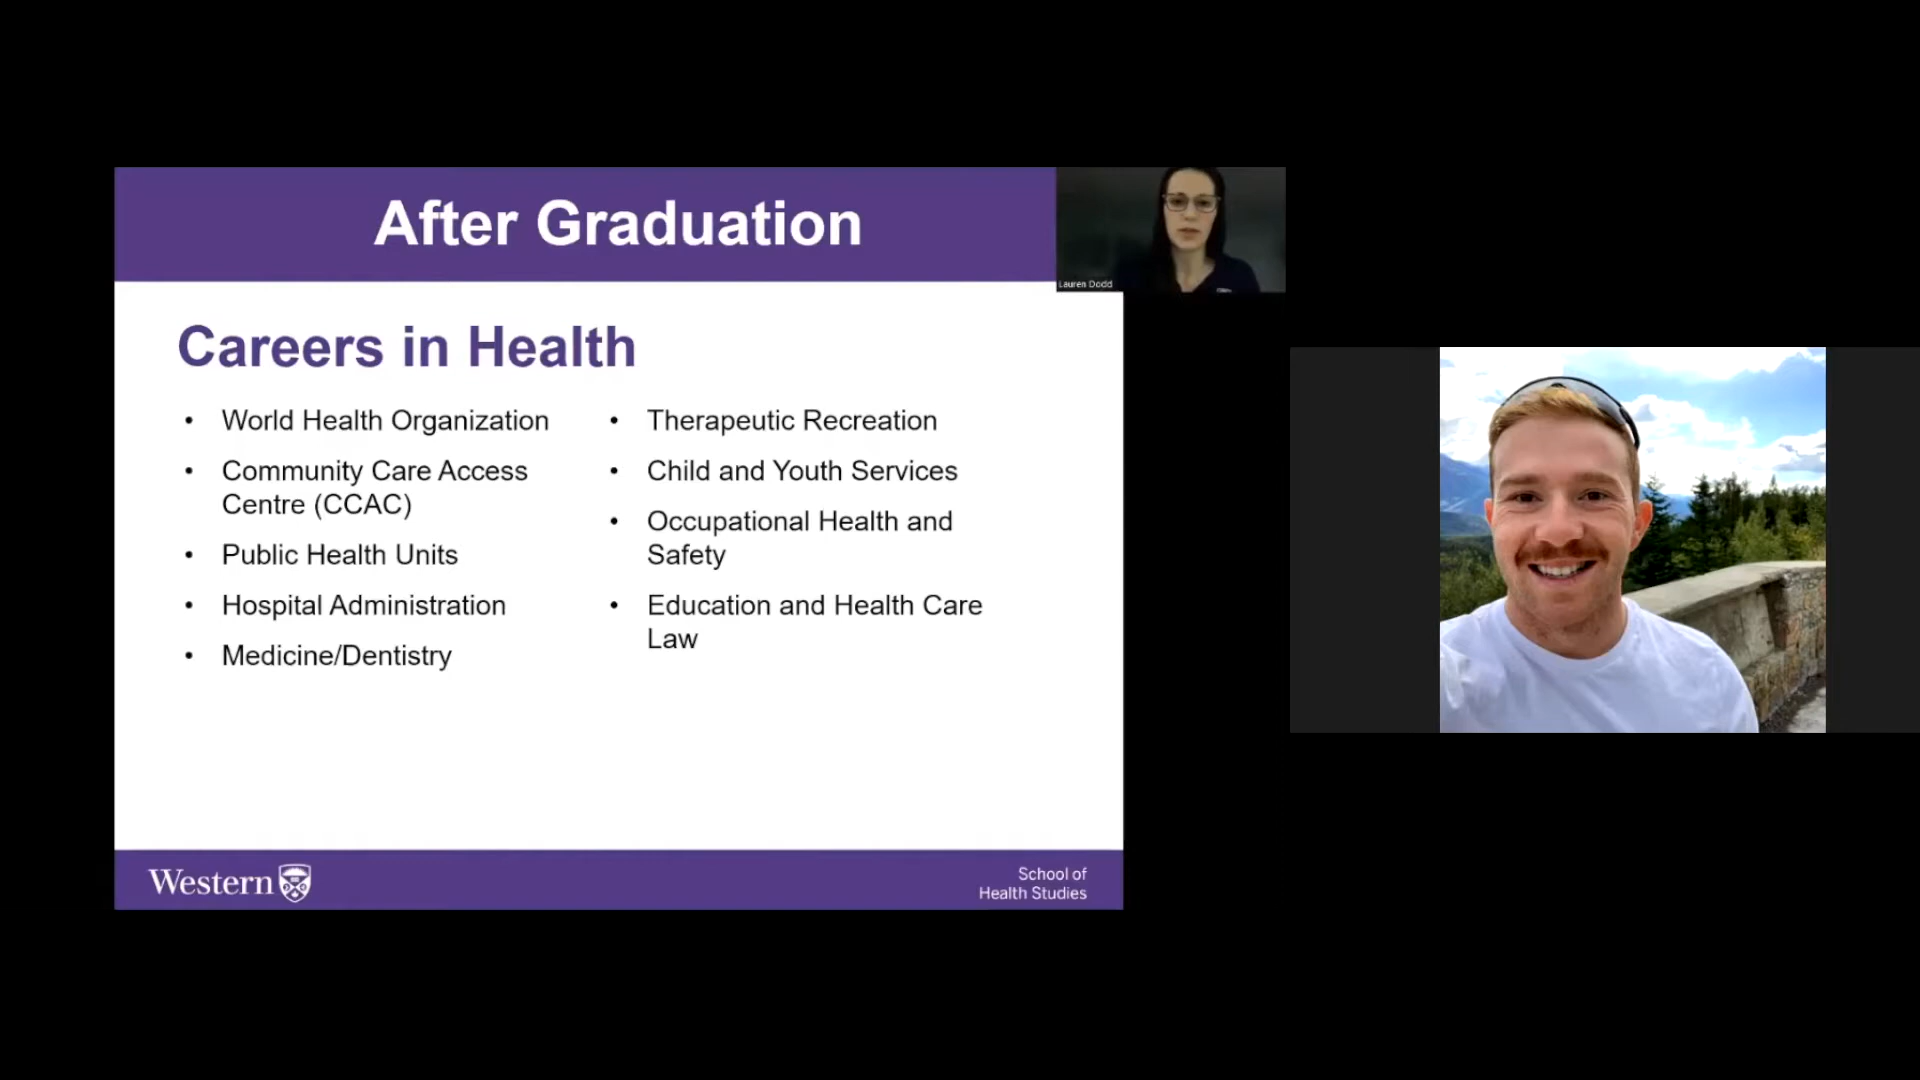 After Graduation
Lauren Dodd
Careers in Health
• World Health Organization
• Community Care Access
Centre (CCAC)
• Public Health Units
• Hospital Administration
• Medicine/Dentistry
• Therapeutic Recreation
• Child and Youth Services
• Occupational Health and
Safety
• Education and Health Care
Law
Western
School of
Health Studies